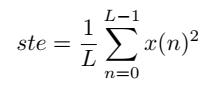 ste = \frac{1}{L} \sum_{n=0}^{L-1} x(n)^2